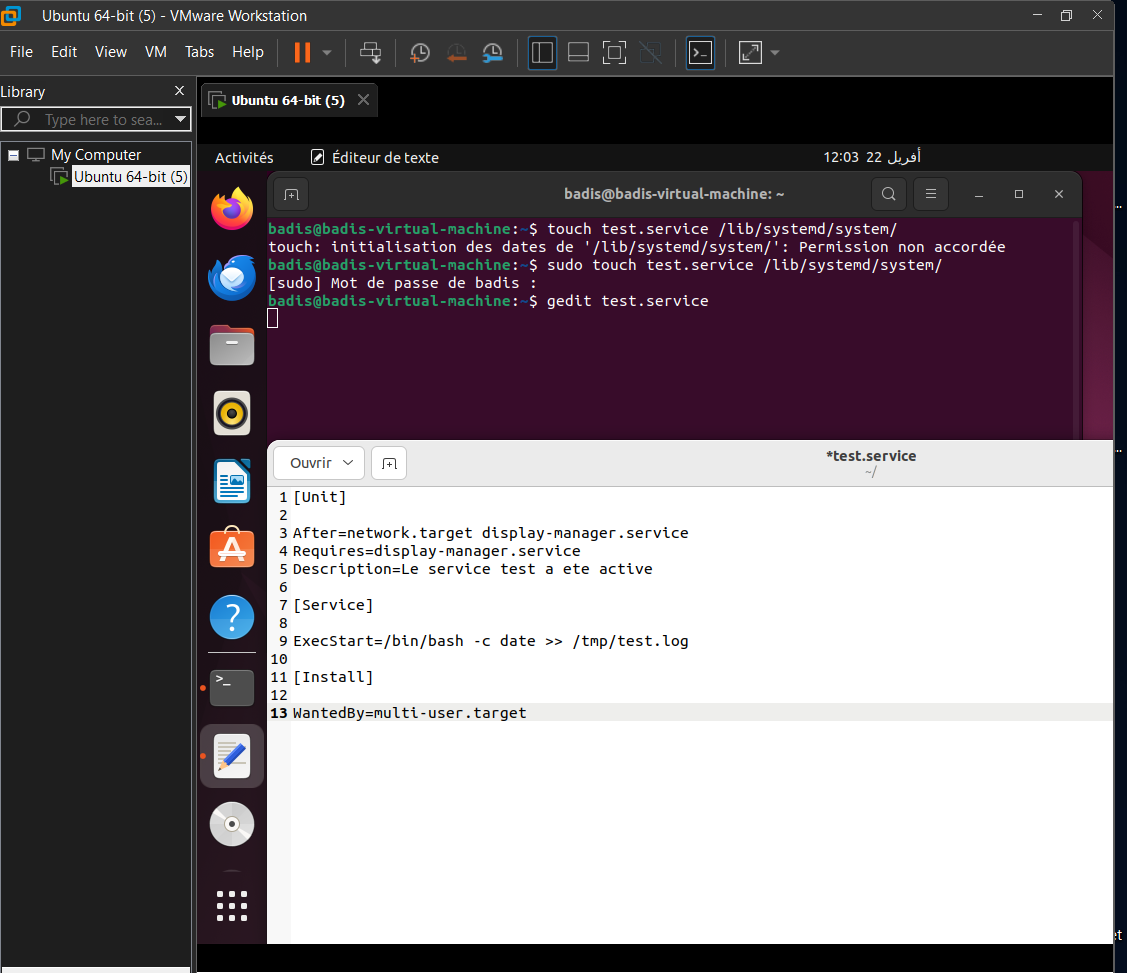 Ubuntu 64-bit (5) - VMware Workstation
File Edit View VM Tabs Help
Library
Type here to sea...
My Computer
Ubuntu 64-bit (5)
Ubuntu 64-bit (5)
Activités Éditeur de texte 12:03 22 أفريل
badis@badis-virtual-machine: ~
badis@badis-virtual-machine:~$ touch test.service /lib/systemd/system/
touch: initialisation des dates de '/lib/systemd/system/': Permission non accordée
badis@badis-virtual-machine:~$ sudo touch test.service /lib/systemd/system/
[sudo] Mot de passe de badis :
badis@badis-virtual-machine:~$ gedit test.service
Ouvrir
*test.service
~/
1 [Unit]
2
3 After=network.target display-manager.service
4 Requires=display-manager.service
5 Description=Le service test a ete active
6
7 [Service]
8
9 ExecStart=/bin/bash -c date >> /tmp/test.log
10
11 [Install]
12
13 WantedBy=multi-user.target